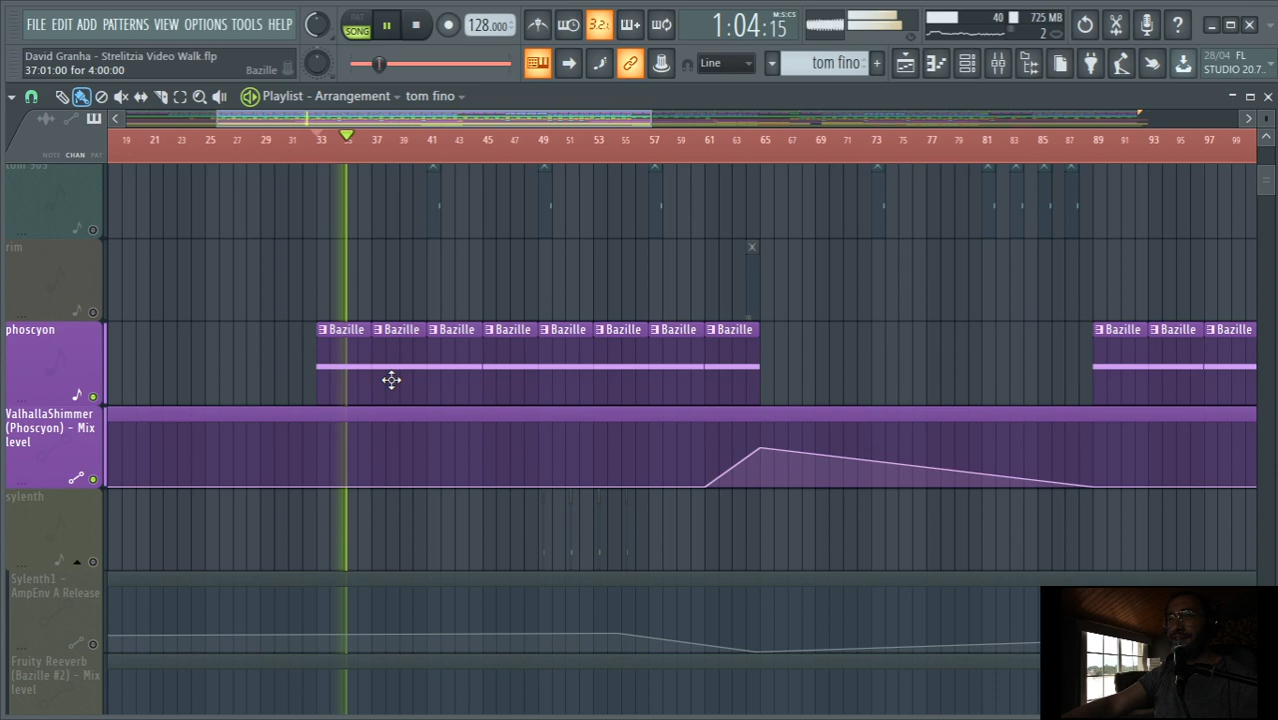 FILE EDIT ADD PATTERNS VIEW OPTIONS TOOLS HELP
PAT
SONG
128.000
3.2.
1:04:15
M:S:CS
40
725 MB
2
David Granha - Strelitzia Video Walk.flp
37:01:00 for 4:00:00
Bazille
Line
tom fino
28/04 FL
STUDIO 20.7..
Playlist - Arrangement
tom fino
NOTE CHAN PAT
19 21 23 25 27 29 31 33 35 37 39 41 43 45 47 49 51 53 55 57 59 61 63 65 67 69 71 73 75 77 79 81 83 85 87 89 91 93 95 97 99
tom 909
...
rim
...
phoscyon
...
Bazille Bazille Bazille Bazille Bazille Bazille Bazille Bazille
Bazille Bazille Bazille
ValhallaShimmer
(Phoscyon) - Mix
level
...
sylenth
...
Sylenth1 -
AmpEnv A Release
...
Fruity Reeverb
(Bazille #2) - Mix
level